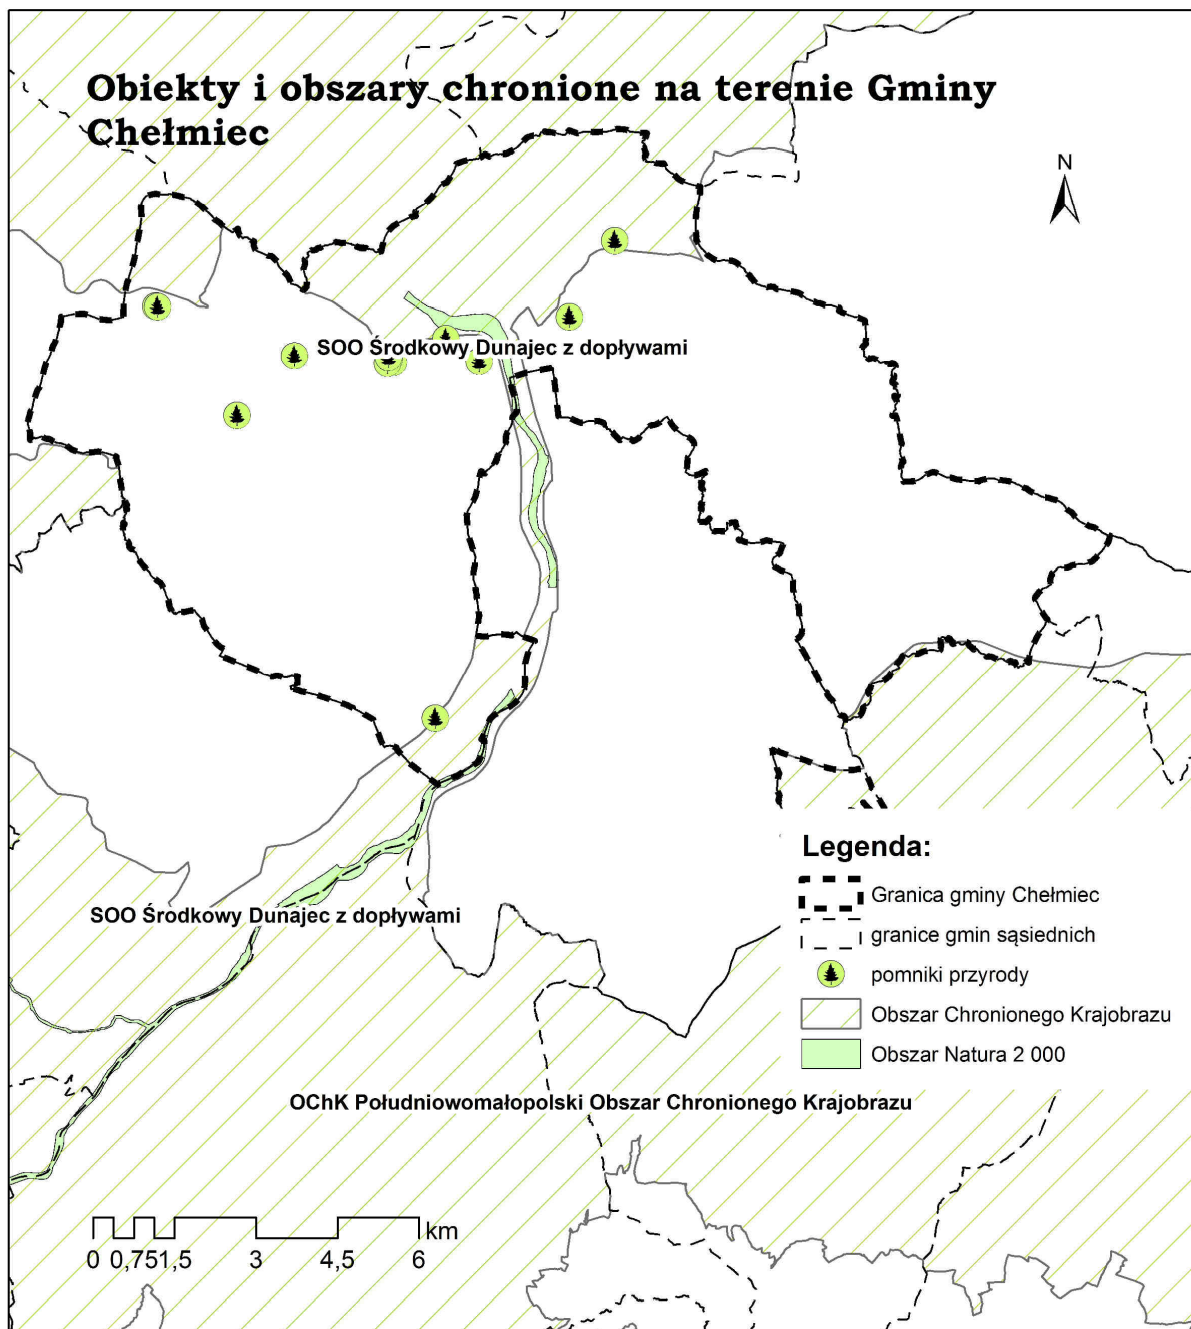 Obiekty i obszary chronione na terenie Gminy
Chełmiec
N
SOO Środkowy Dunajec z dopływami
Legenda:
Granica gminy Chełmiec
granice gmin sąsiednich
pomniki przyrody
Obszar Chronionego Krajobrazu
Obszar Natura 2 000
SOO Środkowy Dunajec z dopływami
OChK Południowomałopolski Obszar Chronionego Krajobrazu
km
0 0,751,5 3 4,5 6